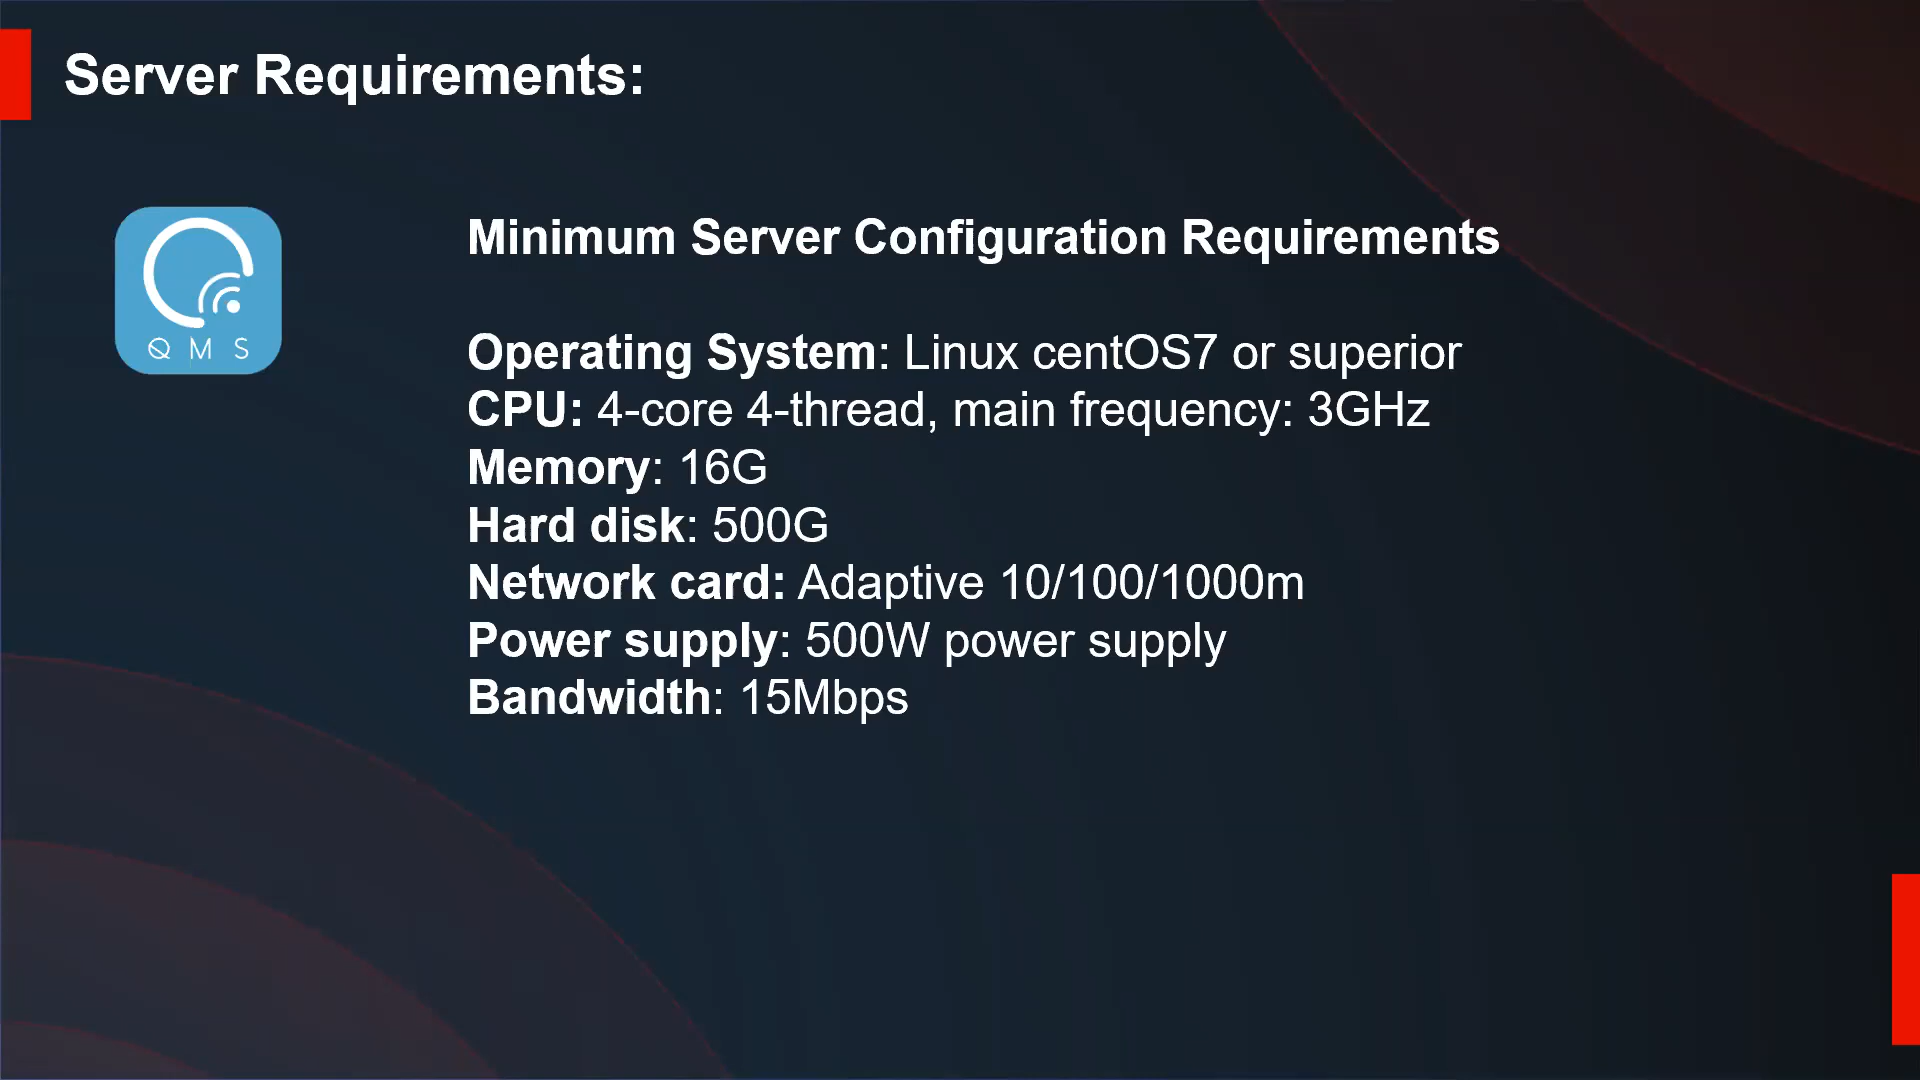 Server Requirements:
QMS
Minimum Server Configuration Requirements
Operating System: Linux centOS7 or superior
CPU: 4-core 4-thread, main frequency: 3GHz
Memory: 16G
Hard disk: 500G
Network card: Adaptive 10/100/1000m
Power supply: 500W power supply
Bandwidth: 15Mbps